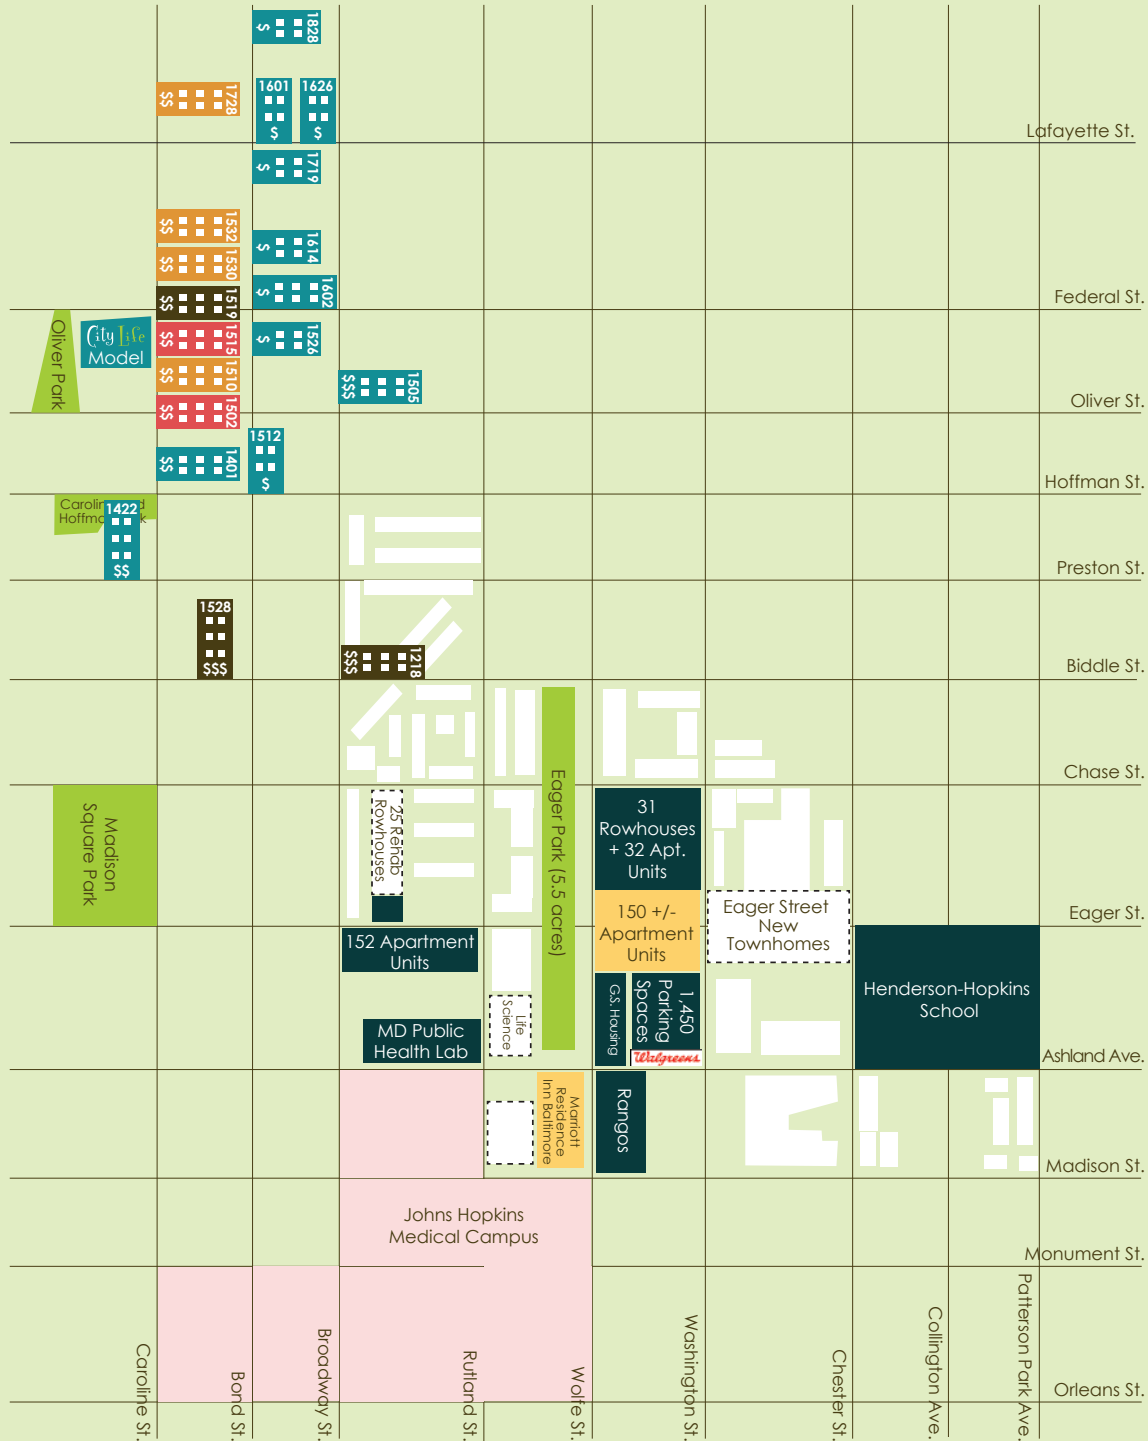 1828
$
1728
$$
1601
$
1626
$
Lafayette St.
1719
$
1532
$$
1614
$
1530
$$
1602
$
1519
$$
Federal St.
Oliver Park
City Life
Model
1515
$$
1526
$
1510
$$
1505
$$$
1502
$$
Oliver St.
1401
$$
1512
$
Hoffman St.
1422
$$
Preston St.
1528
$$$
1218
$$$
Biddle St.
Chase St.
Madison
Square Park
25 Rehab
Rowhouses
Eager Park (5.5 acres)
31
Rowhouses
+ 32 Apt.
Units
150 +/-
Apartment
Units
Eager Street
New
Townhomes
Eager St.
152 Apartment
Units
Henderson-Hopkins
School
Life
Science
G.S. Housing
1,450
Parking
Spaces
Walgreens
MD Public
Health Lab
Ashland Ave.
Marriott
Residence
Inn Baltimore
Rangos
Madison St.
Johns Hopkins
Medical Campus
Monument St.
Caroline St.
Bond St.
Broadway St.
Rutland St.
Wolfe St.
Washington St.
Chester St.
Collington Ave.
Patterson Park Ave.
Orleans St.